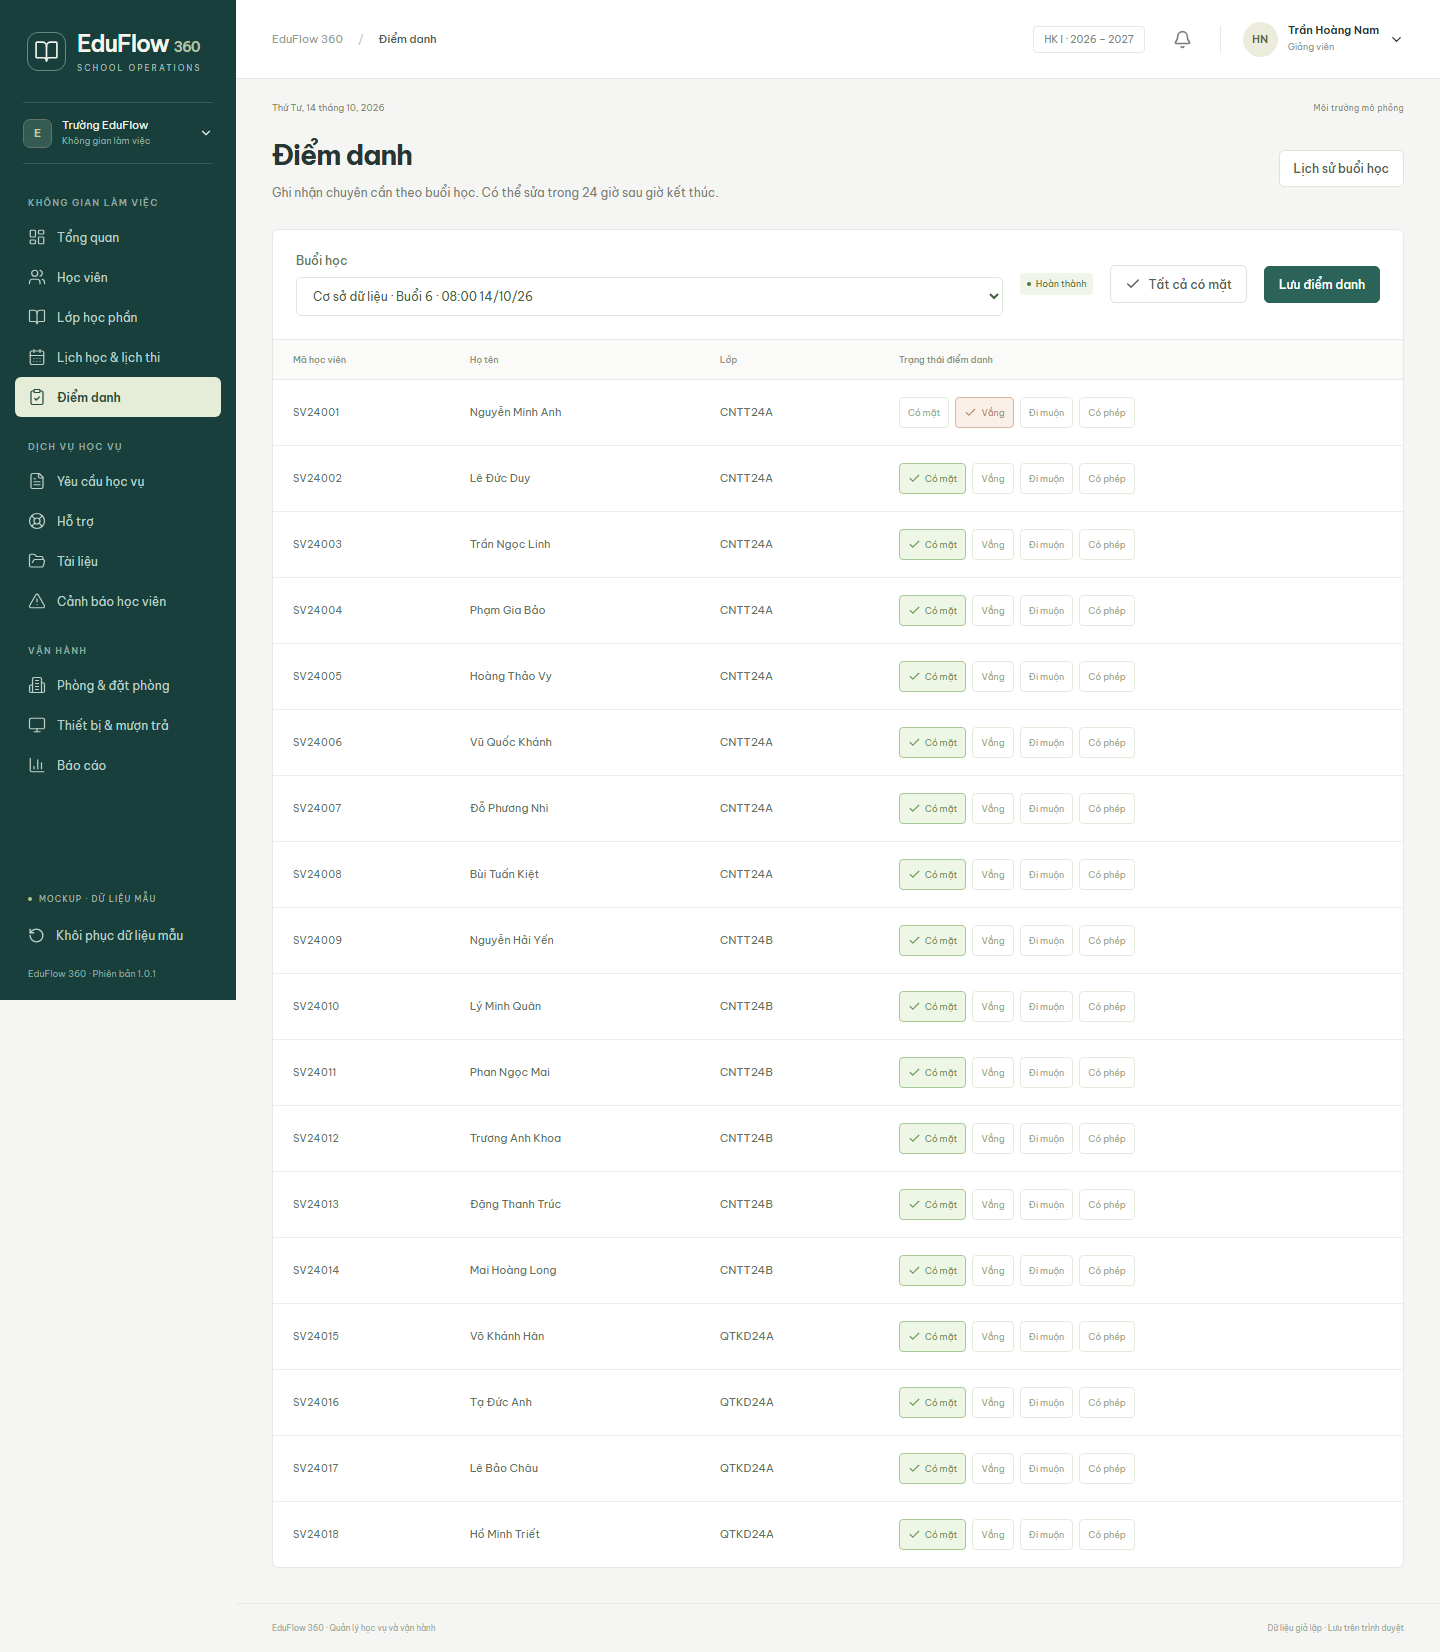 EduFlow 360
SCHOOL OPERATIONS
E
Trường EduFlow
Không gian làm việc
KHÔNG GIAN LÀM VIỆC
Tổng quan
Học viên
Lớp học phần
Lịch học & lịch thi
Điểm danh
DỊCH VỤ HỌC VỤ
Yêu cầu học vụ
Hỗ trợ
Tài liệu
Cảnh báo học viên
VẬN HÀNH
Phòng & đặt phòng
Thiết bị & mượn trả
Báo cáo
MOCKUP · DỮ LIỆU MẪU
Khôi phục dữ liệu mẫu
EduFlow 360 · Phiên bản 1.0.1
EduFlow 360 / Điểm danh
HK I · 2026 – 2027
HN
Trần Hoàng Nam
Giảng viên
Thứ Tư, 14 tháng 10, 2026
Môi trường mô phỏng
Điểm danh
Ghi nhận chuyên cần theo buổi học. Có thể sửa trong 24 giờ sau giờ kết thúc.
Lịch sử buổi học
Buổi học
Cơ sở dữ liệu · Buổi 6 · 08:00 14/10/26
Hoàn thành
Tất cả có mặt
Lưu điểm danh
Mã học viên Họ tên Lớp Trạng thái điểm danh
SV24001 Nguyễn Minh Anh CNTT24A Có mặt Vắng Đi muộn Có phép
SV24002 Lê Đức Duy CNTT24A Có mặt Vắng Đi muộn Có phép
SV24003 Trần Ngọc Linh CNTT24A Có mặt Vắng Đi muộn Có phép
SV24004 Phạm Gia Bảo CNTT24A Có mặt Vắng Đi muộn Có phép
SV24005 Hoàng Thảo Vy CNTT24A Có mặt Vắng Đi muộn Có phép
SV24006 Vũ Quốc Khánh CNTT24A Có mặt Vắng Đi muộn Có phép
SV24007 Đỗ Phương Nhi CNTT24A Có mặt Vắng Đi muộn Có phép
SV24008 Bùi Tuấn Kiệt CNTT24A Có mặt Vắng Đi muộn Có phép
SV24009 Nguyễn Hải Yến CNTT24B Có mặt Vắng Đi muộn Có phép
SV24010 Lý Minh Quân CNTT24B Có mặt Vắng Đi muộn Có phép
SV24011 Phan Ngọc Mai CNTT24B Có mặt Vắng Đi muộn Có phép
SV24012 Trương Anh Khoa CNTT24B Có mặt Vắng Đi muộn Có phép
SV24013 Đặng Thanh Trúc CNTT24B Có mặt Vắng Đi muộn Có phép
SV24014 Mai Hoàng Long CNTT24B Có mặt Vắng Đi muộn Có phép
SV24015 Võ Khánh Hân QTKD24A Có mặt Vắng Đi muộn Có phép
SV24016 Tạ Đức Anh QTKD24A Có mặt Vắng Đi muộn Có phép
SV24017 Lê Bảo Châu QTKD24A Có mặt Vắng Đi muộn Có phép
SV24018 Hồ Minh Triết QTKD24A Có mặt Vắng Đi muộn Có phép
EduFlow 360 · Quản lý học vụ và vận hành
Dữ liệu giả lập · Lưu trên trình duyệt